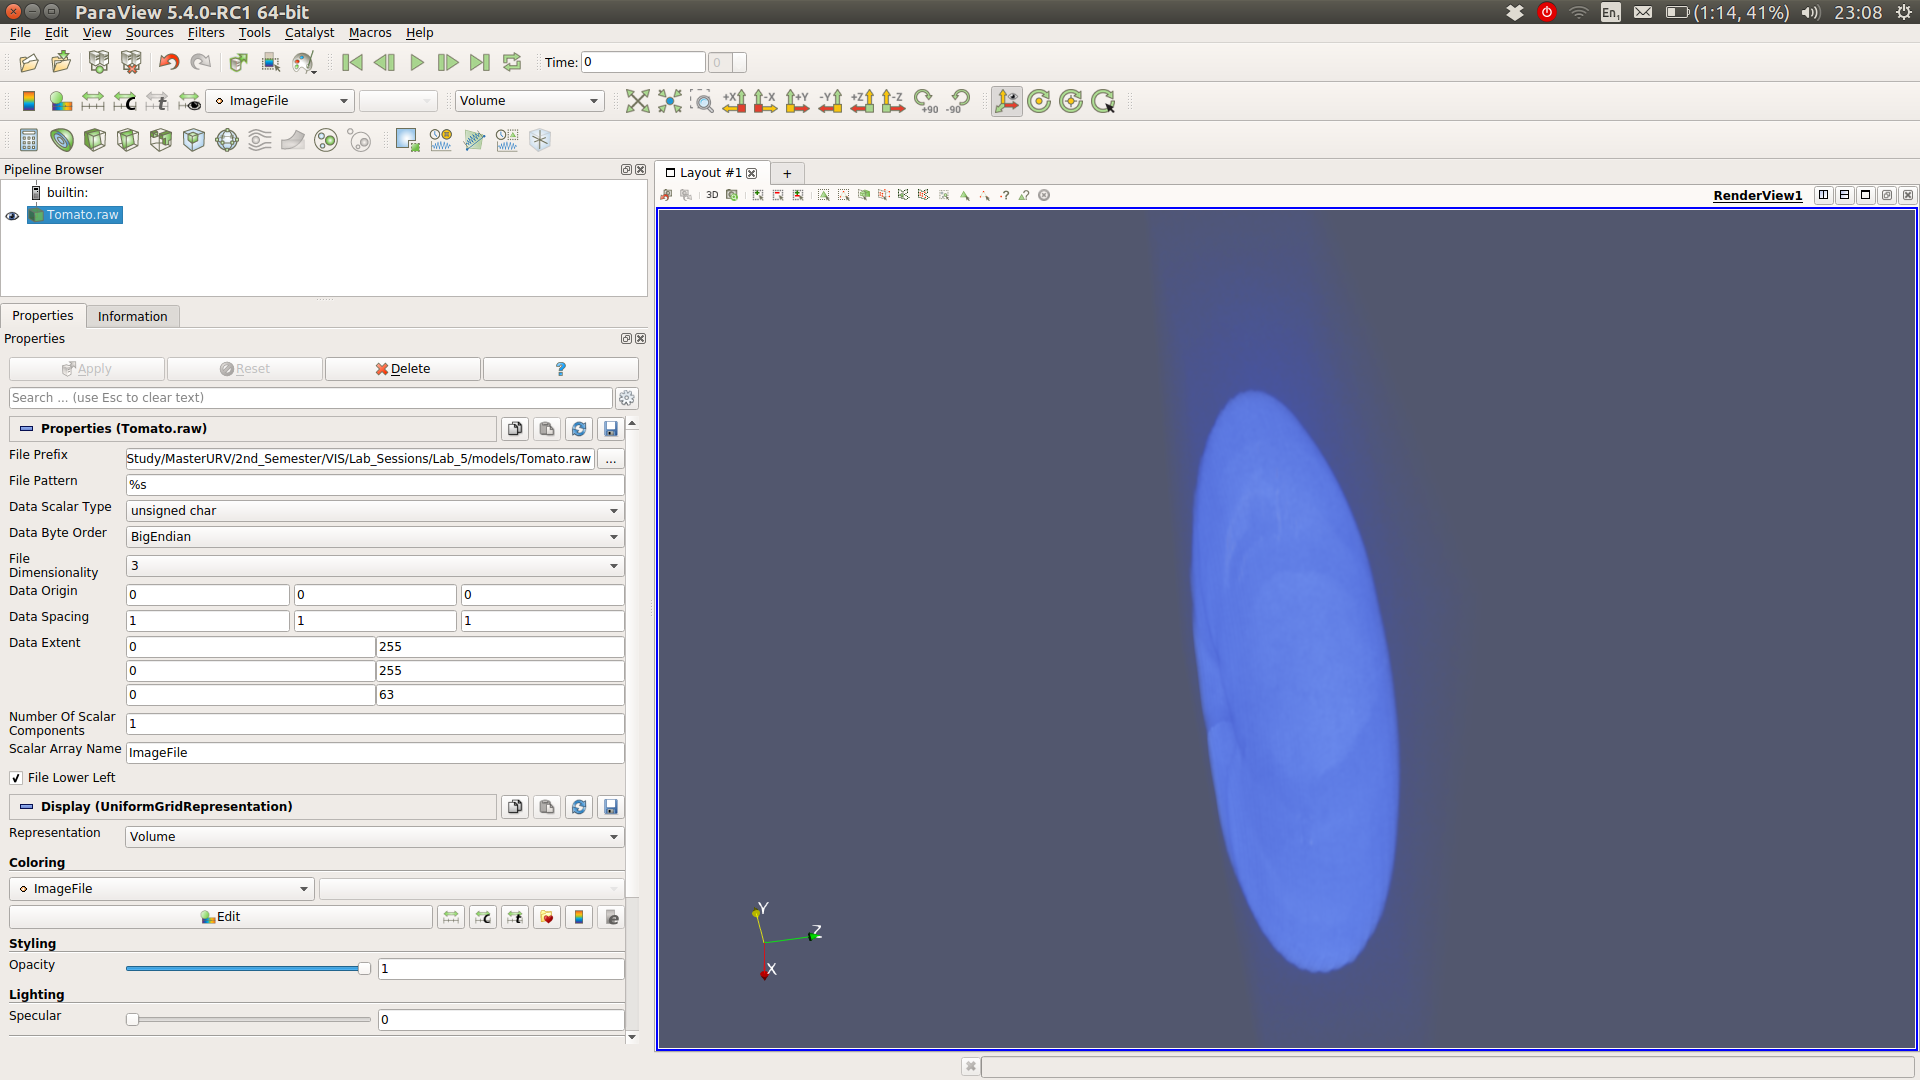 ParaView 5.4.0-RC1 64-bit
En1
(1:14, 41%)
23:08
File Edit View Sources Filters Tools Catalyst Macros Help
Time: 0 0
ImageFile
Volume
+X -X +Y -Y +Z -Z +90 -90
Pipeline Browser
builtin:
Tomato.raw
Layout #1
+
3D
RenderView1
Properties Information
Properties
Apply Reset Delete ?
Search ... (use Esc to clear text)
Properties (Tomato.raw)
File Prefix Study/MasterURV/2nd_Semester/VIS/Lab_Sessions/Lab_5/models/Tomato.raw ...
File Pattern %s
Data Scalar Type unsigned char
Data Byte Order BigEndian
File
Dimensionality 3
Data Origin 0 0 0
Data Spacing 1 1 1
Data Extent 0 255
0 255
0 63
Number Of Scalar
Components 1
Scalar Array Name ImageFile
File Lower Left
Display (UniformGridRepresentation)
Representation Volume
Coloring
ImageFile
Edit
Styling
Opacity 1
Lighting
Specular 0
Y
Z
X